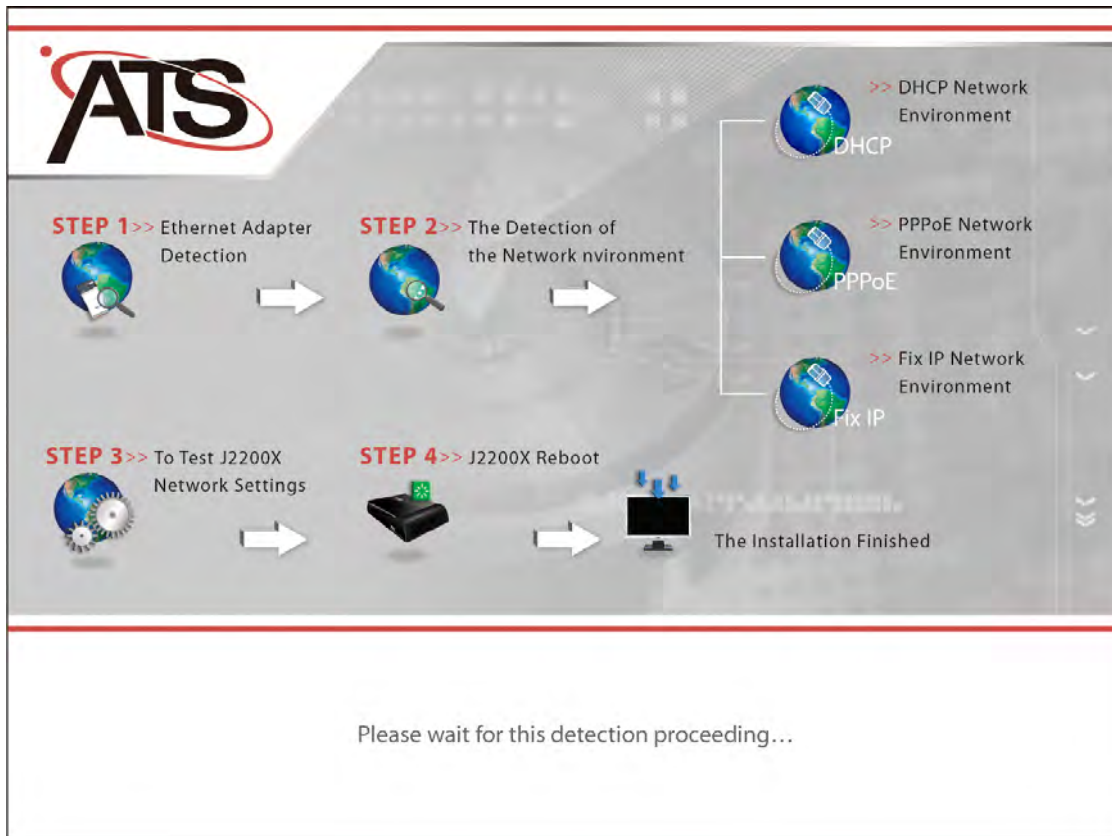 ATS
STEP 1>> Ethernet Adapter
Detection
STEP 2>> The Detection of
the Network nvironment
>> DHCP Network
Environment
DHCP
>> PPPoE Network
Environment
PPPoE
>> Fix IP Network
Environment
Fix IP
STEP 3>> To Test J2200X
Network Settings
STEP 4>> J2200X Reboot
The Installation Finished
Please wait for this detection proceeding…